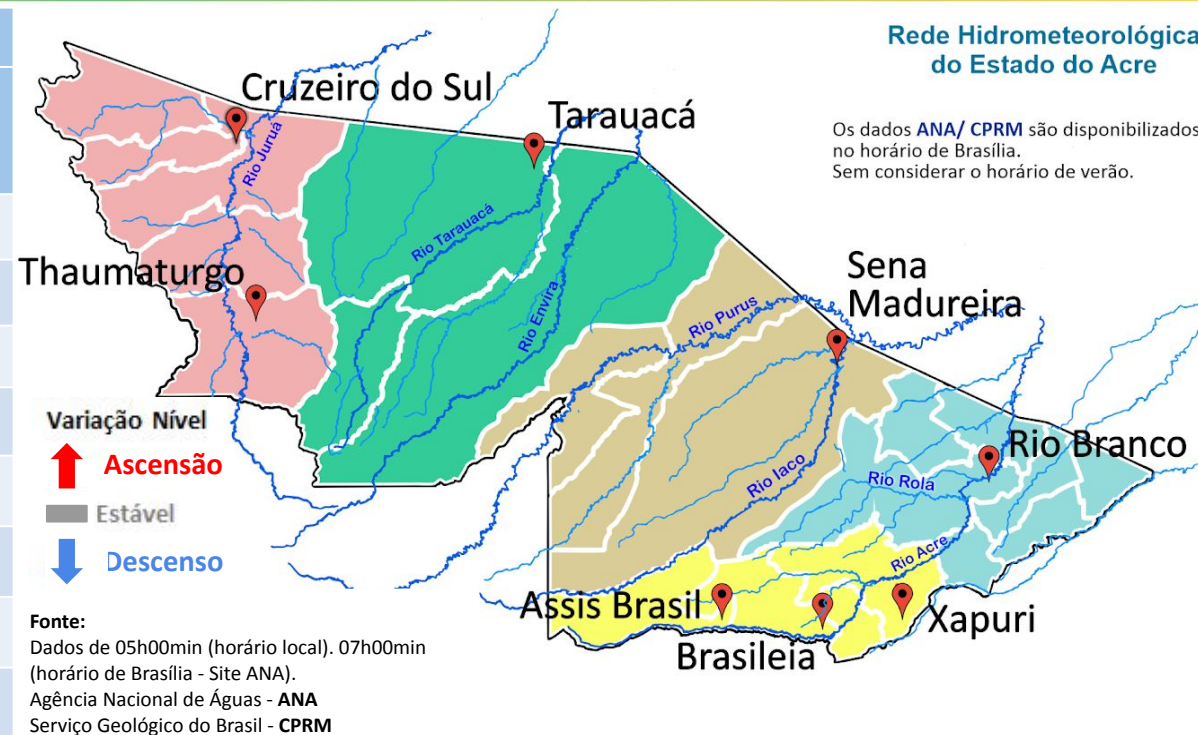 Rede Hidrometeorológica
do Estado do Acre
Os dados ANA/ CPRM são disponibilizados
no horário de Brasília.
Sem considerar o horário de verão.
Cruzeiro do Sul
Tarauacá
Rio Juruá
Rio Tarauacá
Thaumaturgo
Rio Envira
Sena
Madureira
Rio Purus
Rio Branco
Rio Iaco
Rio Rola
Rio Acre
Assis Brasil
Brasileia
Xapuri
Variação Nível
Ascensão
Estável
Descenso
Fonte:
Dados de 05h00min (horário local). 07h00min
(horário de Brasília - Site ANA).
Agência Nacional de Águas - ANA
Serviço Geológico do Brasil - CPRM